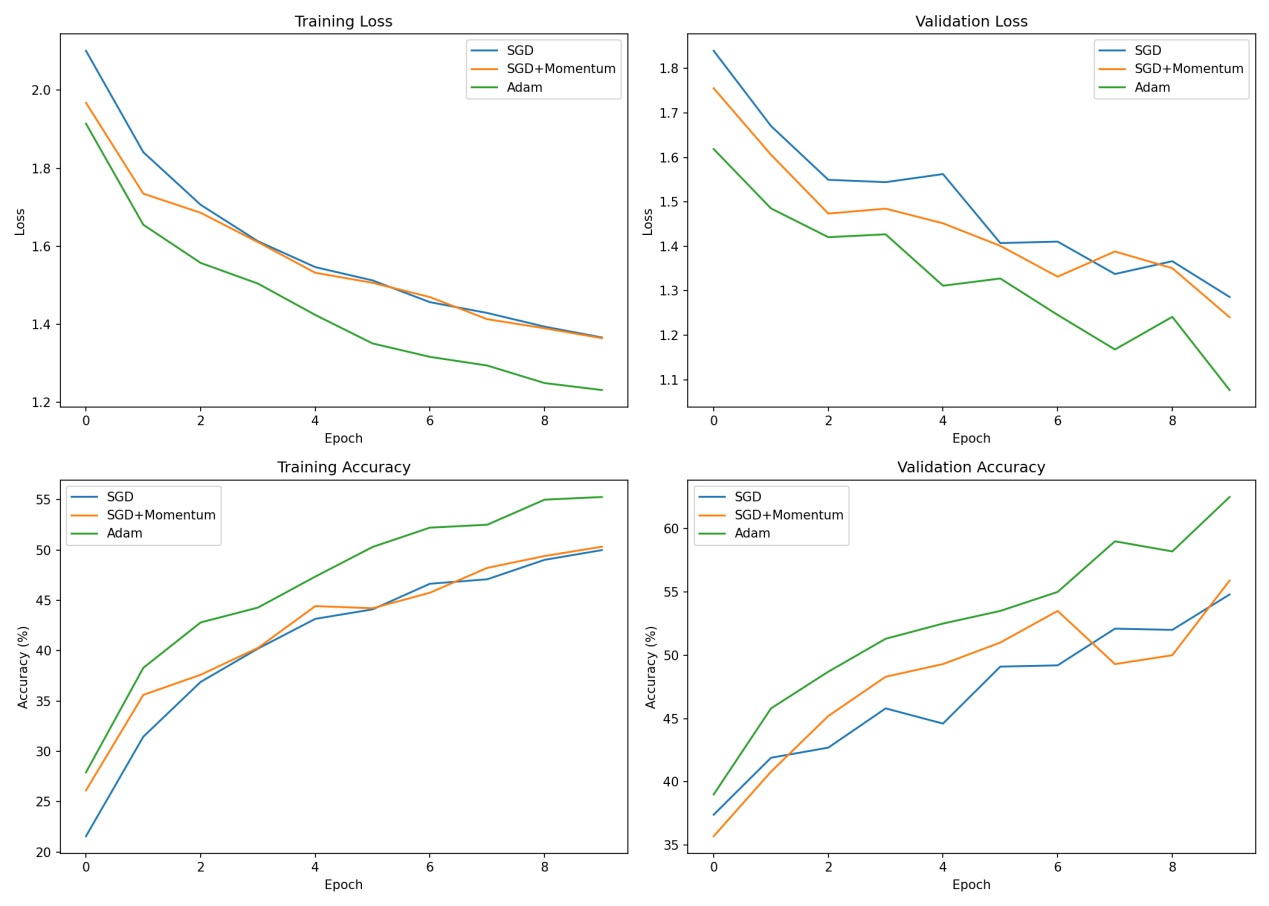 Training Loss
Loss
2.0
1.8
1.6
1.4
1.2
SGD
SGD+Momentum
Adam
0 2 4 6 8
Epoch
Validation Loss
Loss
1.8
1.7
1.6
1.5
1.4
1.3
1.2
1.1
SGD
SGD+Momentum
Adam
0 2 4 6 8
Epoch
Training Accuracy
Accuracy (%)
55
50
45
40
35
30
25
20
SGD
SGD+Momentum
Adam
0 2 4 6 8
Epoch
Validation Accuracy
Accuracy (%)
60
55
50
45
40
35
SGD
SGD+Momentum
Adam
0 2 4 6 8
Epoch